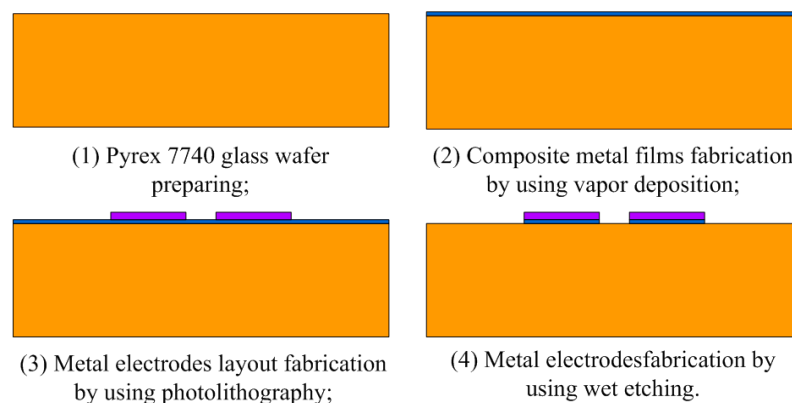 (1) Pyrex 7740 glass wafer
preparing;
(2) Composite metal films fabrication
by using vapor deposition;
(3) Metal electrodes layout fabrication
by using photolithography;
(4) Metal electrodesfabrication by
using wet etching.